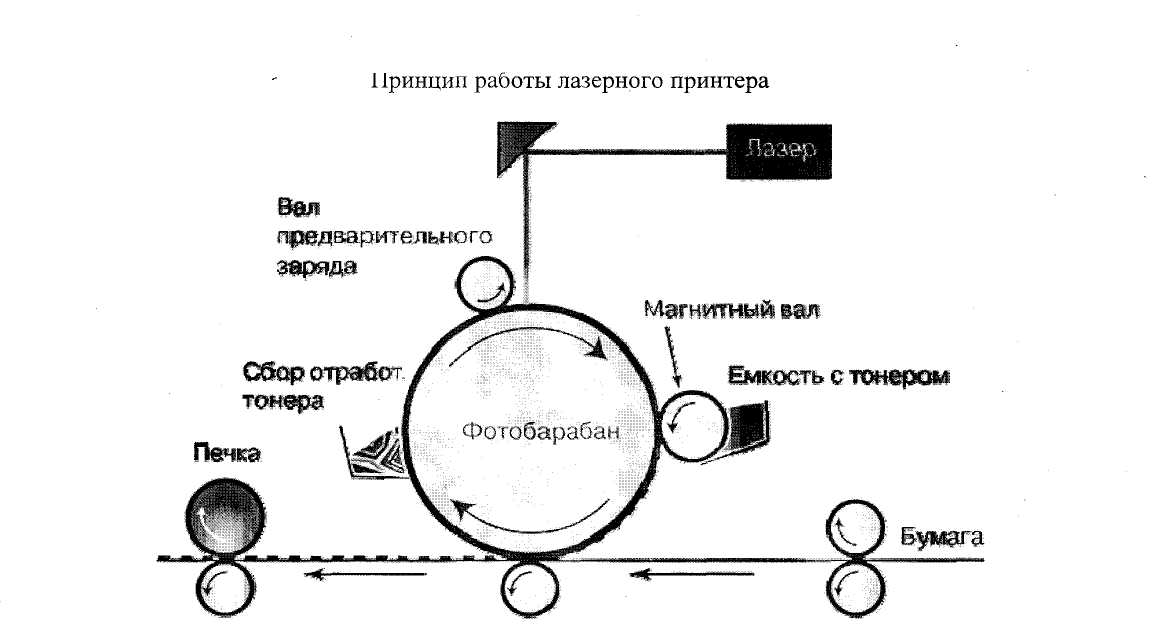 Принцип работы лазерного принтера
Лазер
Вал
предварительного
заряда
Магнитный вал
Сбор отработ.
тонера
Емкость с тонером
Фотобарабан
Печка
Бумага